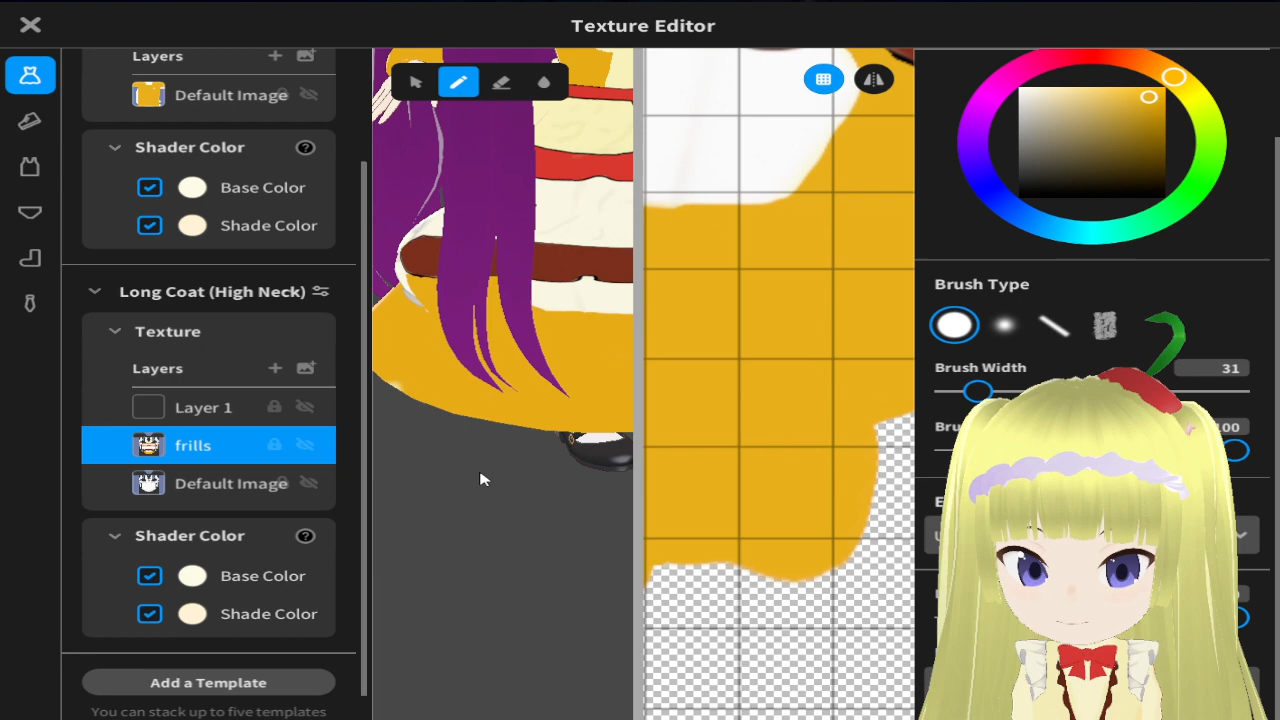 Texture Editor
Layers
Default Image
Shader Color
?
Base Color
Shade Color
Long Coat (High Neck)
Texture
Layers
Layer 1
frills
Default Image
Shader Color
?
Base Color
Shade Color
Add a Template
You can stack up to five templates
Brush Type
Brush Width
31
100